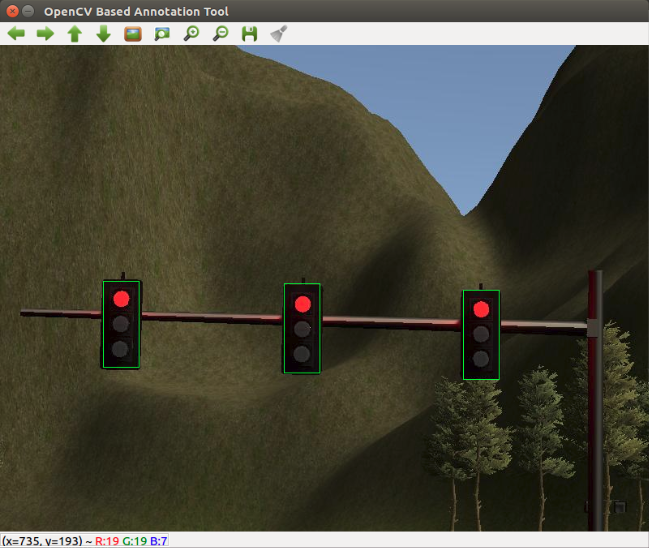 OpenCV Based Annotation Tool
(x=735, y=193) ~ R:19 G:19 B:7